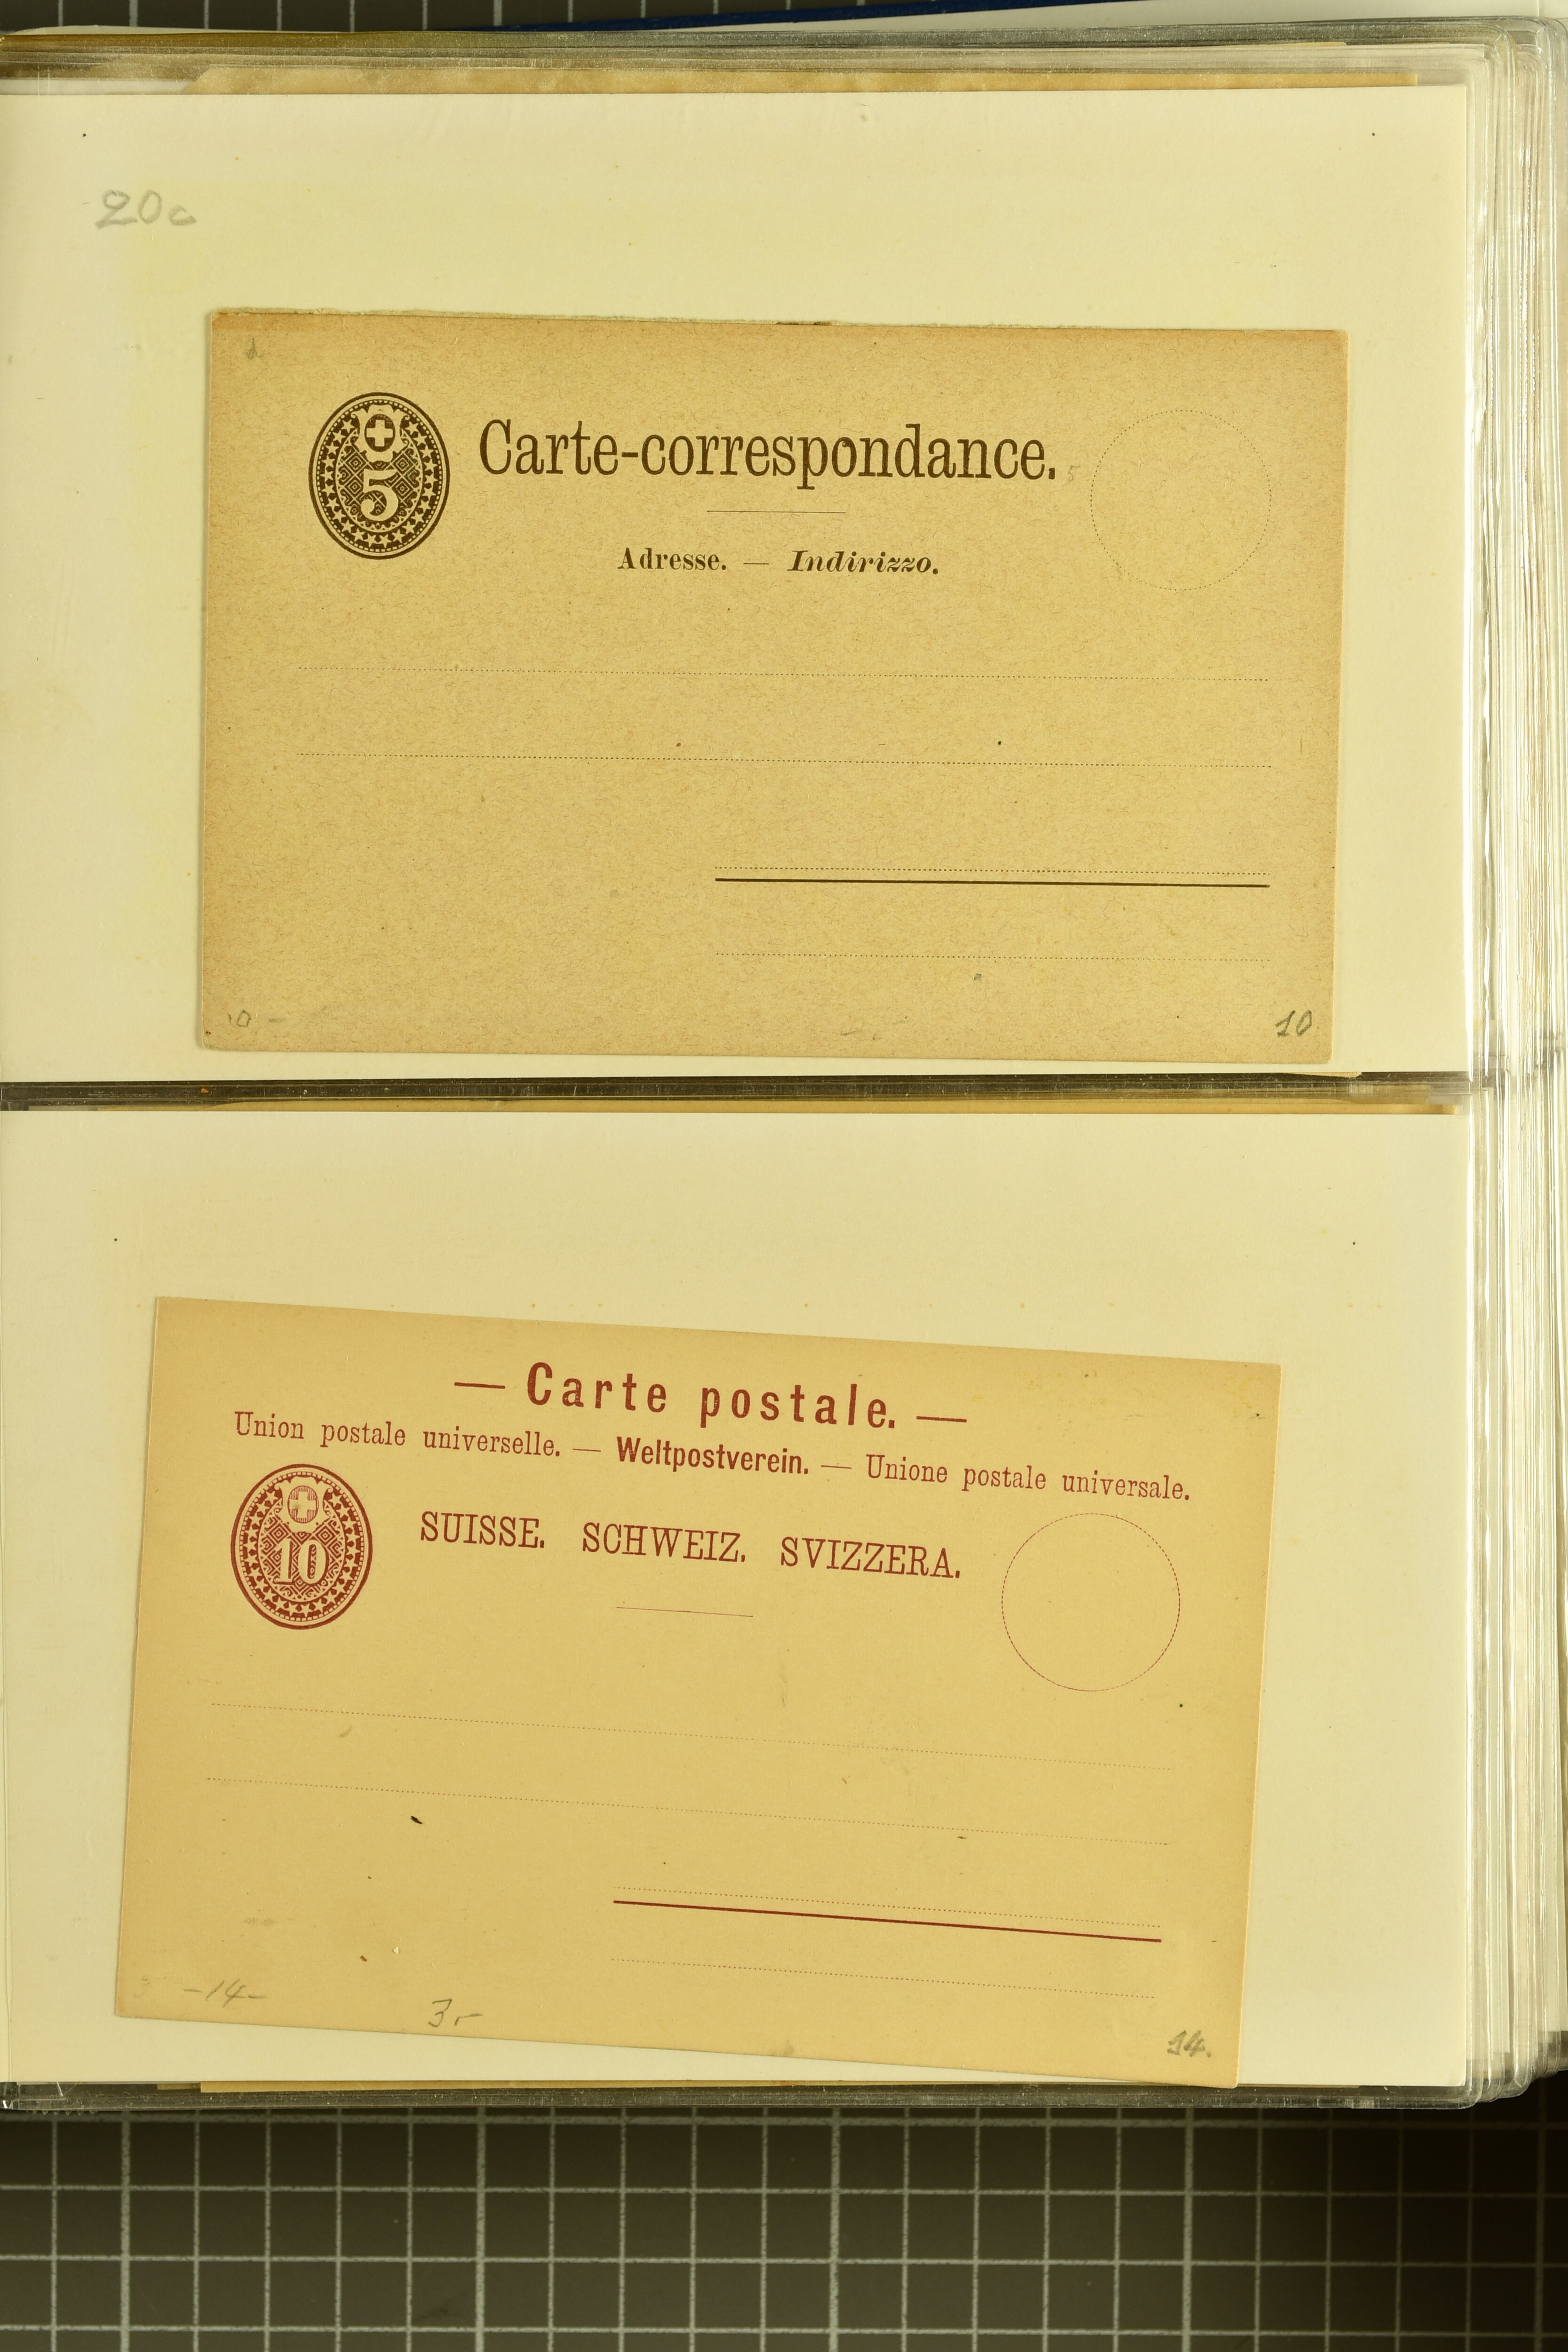 20c
5
Carte-correspondance.
Adresse. — Indirizzo.
10
— Carte postale. —
Union postale universelle. — Weltpostverein. — Unione postale universale.
10
SUISSE. SCHWEIZ. SVIZZERA.
-14-
3.-
14.